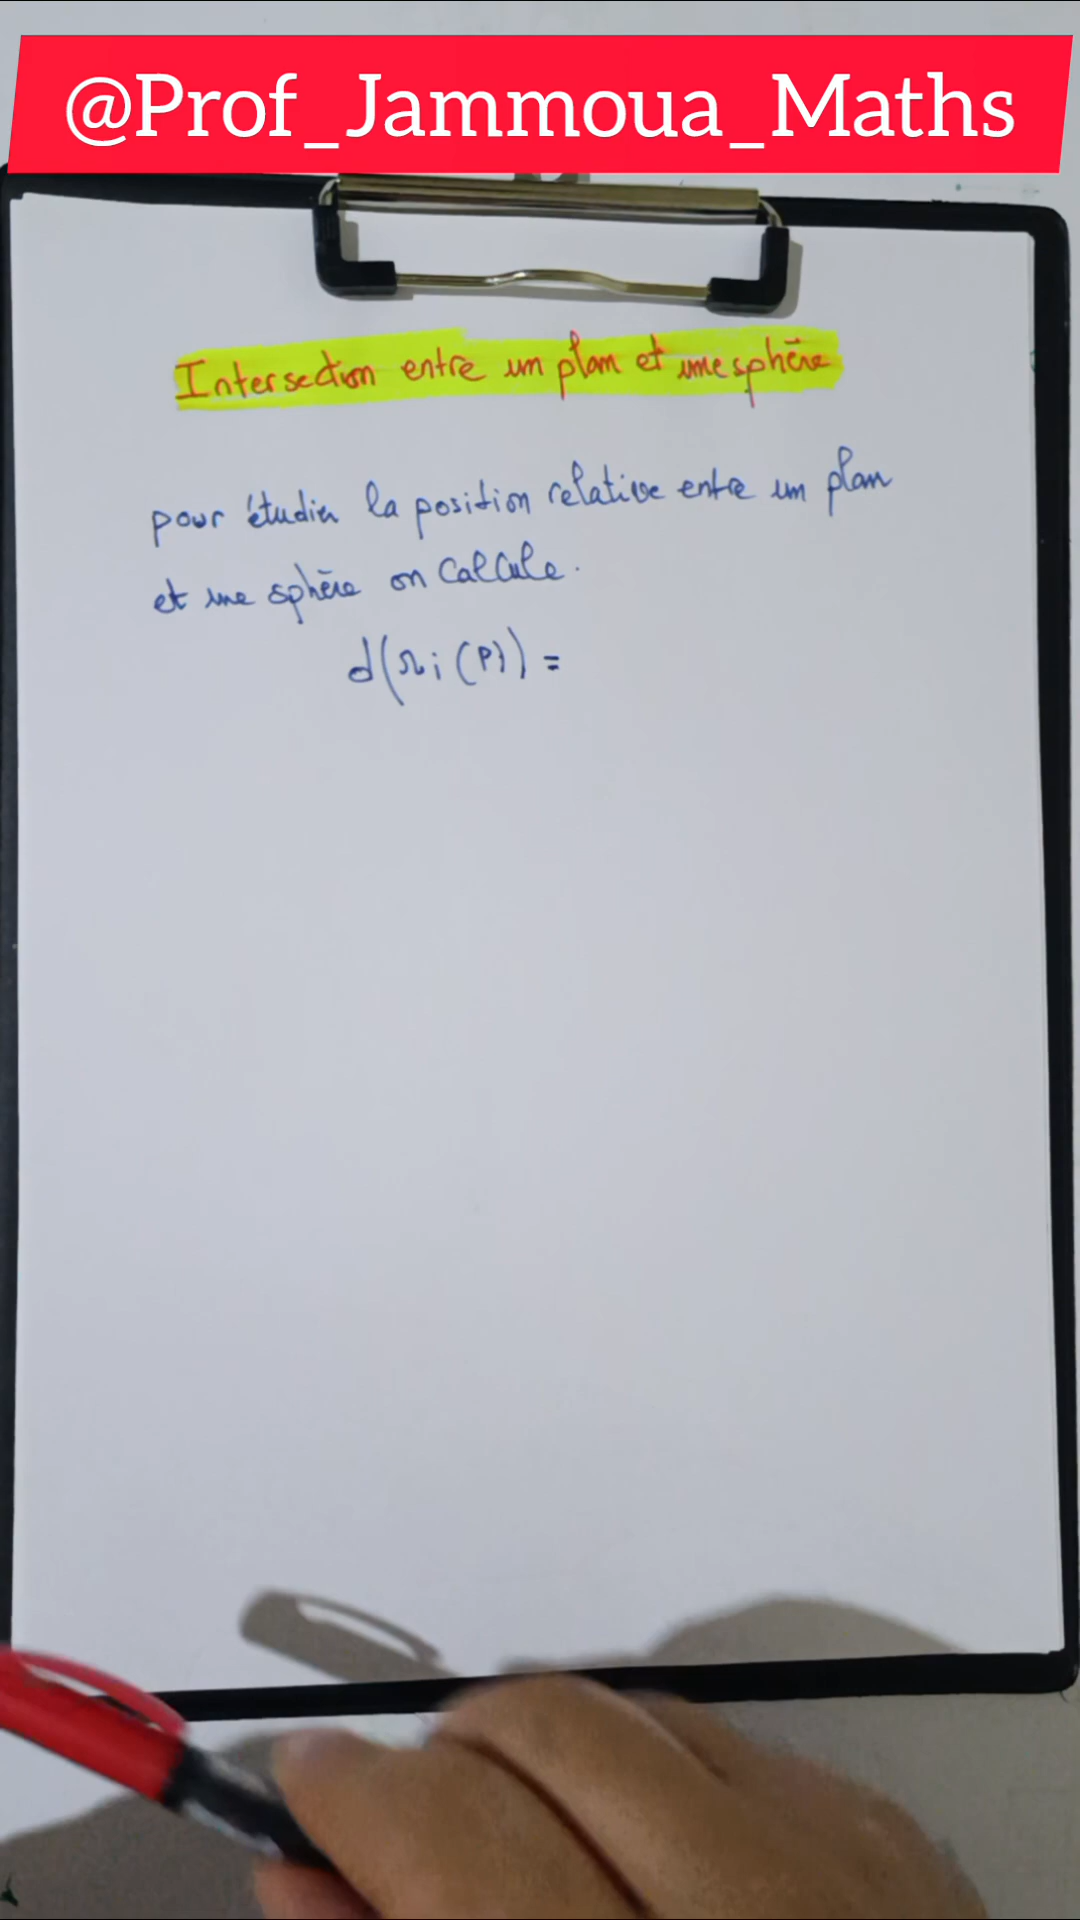 @Prof_Jammoua_Maths
Intersection entre un plan et une sphère
pour étudier la position relative entre un plan
et une sphère on calcule.
d(Ω; (P)) =